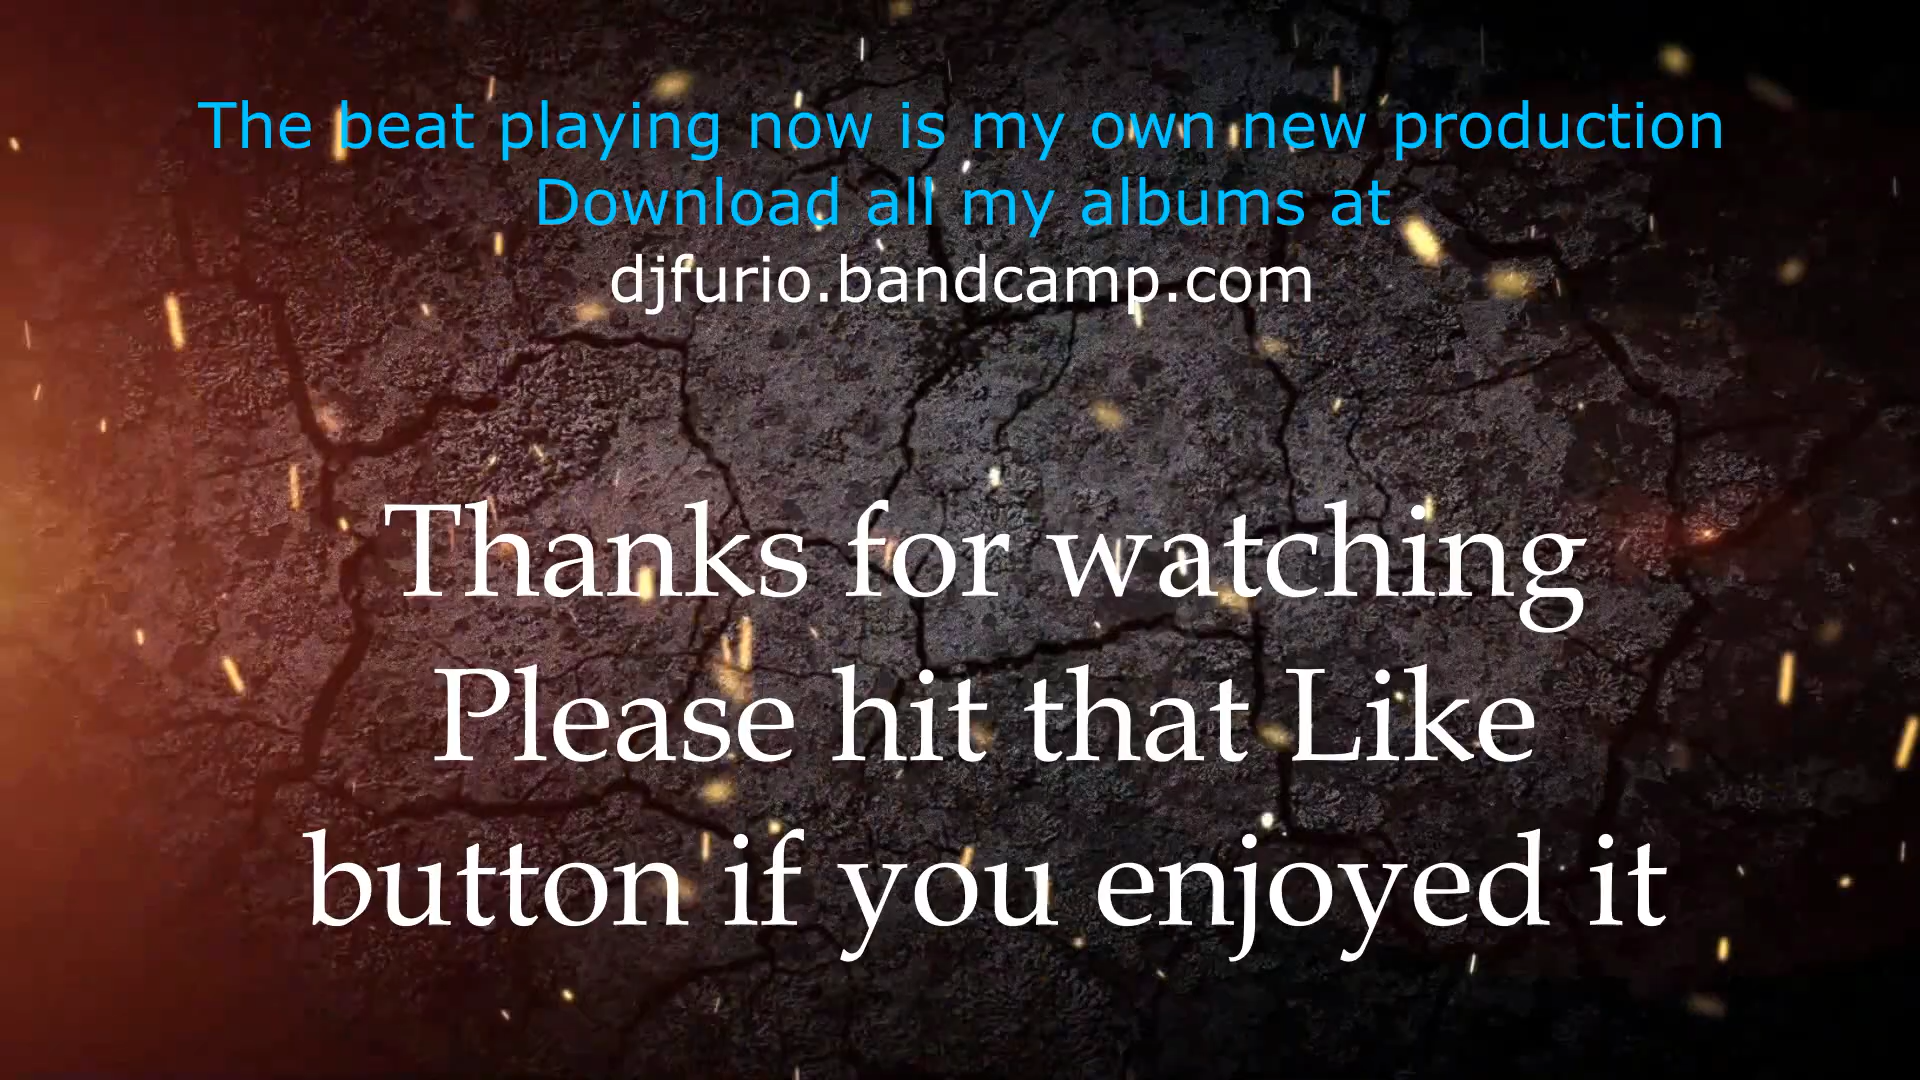 The beat playing now is my own new production
Download all my albums at
djfurio.bandcamp.com
Thanks for watching
Please hit that Like
button if you enjoyed it